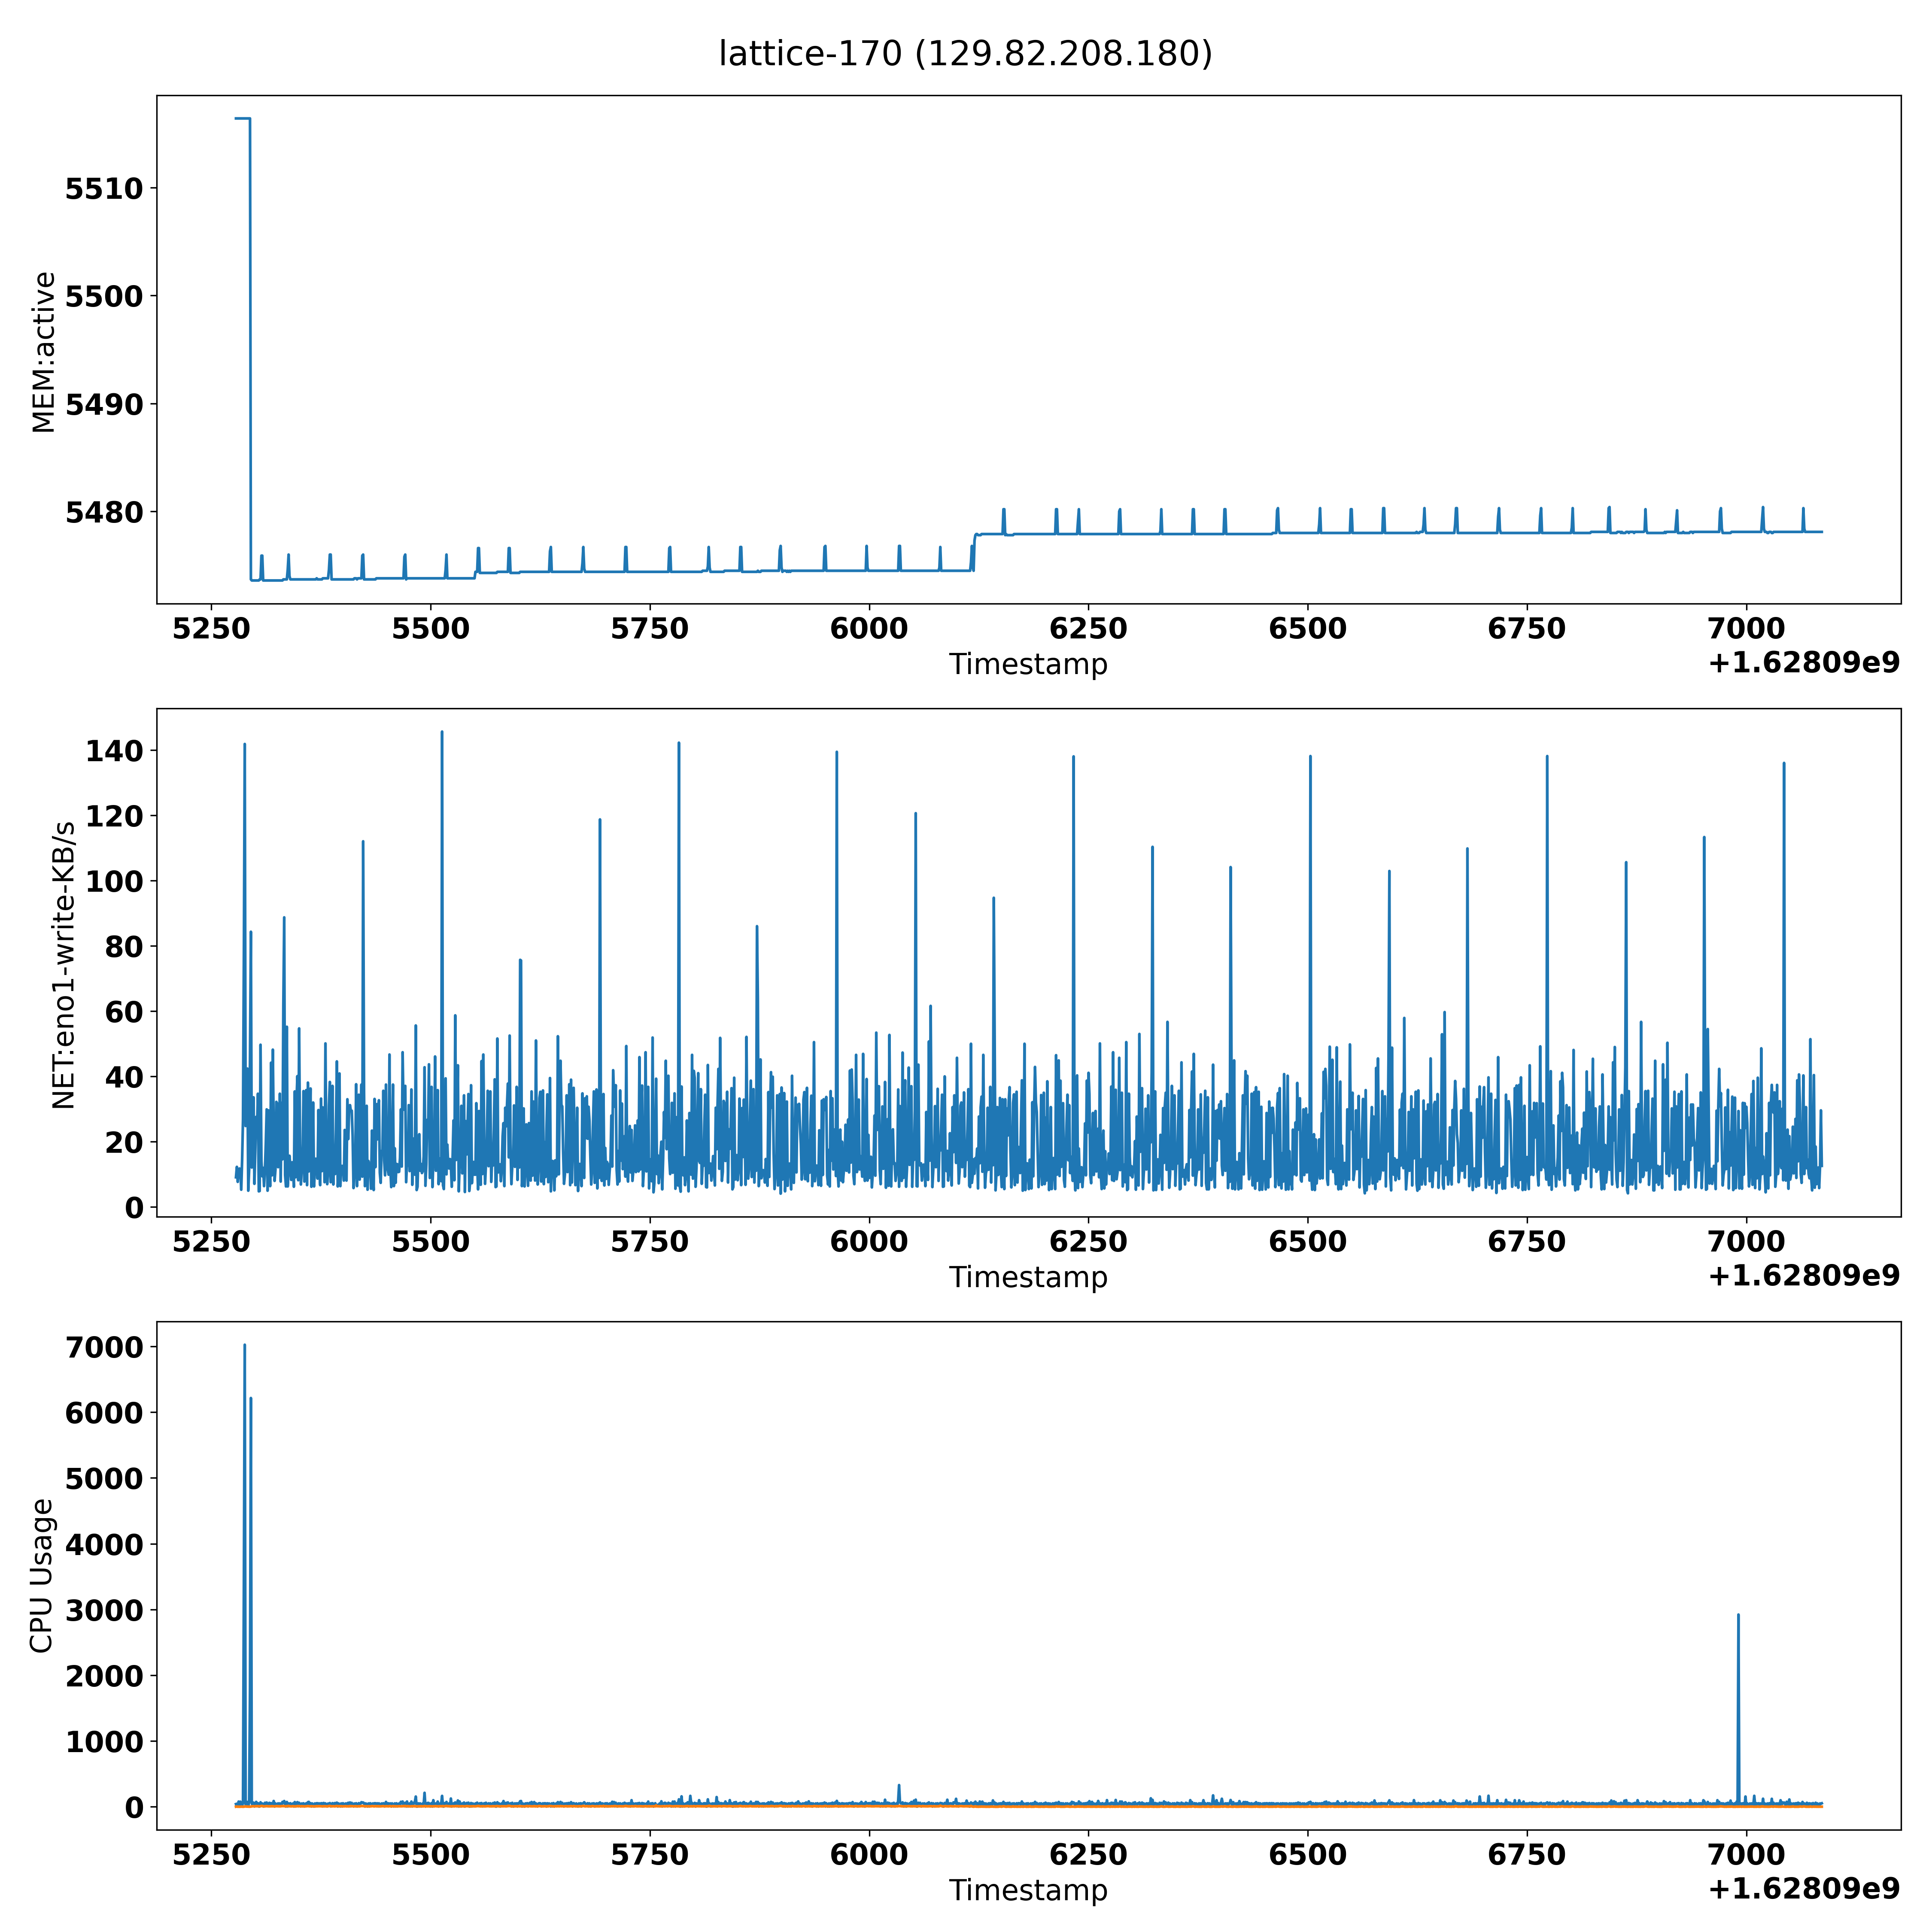 lattice-170 (129.82.208.180)
MEM:active
5510
5500
5490
5480
5250 5500 5750 6000 6250 6500 6750 7000
Timestamp
+1.62809e9
NET:eno1-write-KB/s
140
120
100
80
60
40
20
0
5250 5500 5750 6000 6250 6500 6750 7000
Timestamp
+1.62809e9
CPU Usage
7000
6000
5000
4000
3000
2000
1000
0
5250 5500 5750 6000 6250 6500 6750 7000
Timestamp
+1.62809e9